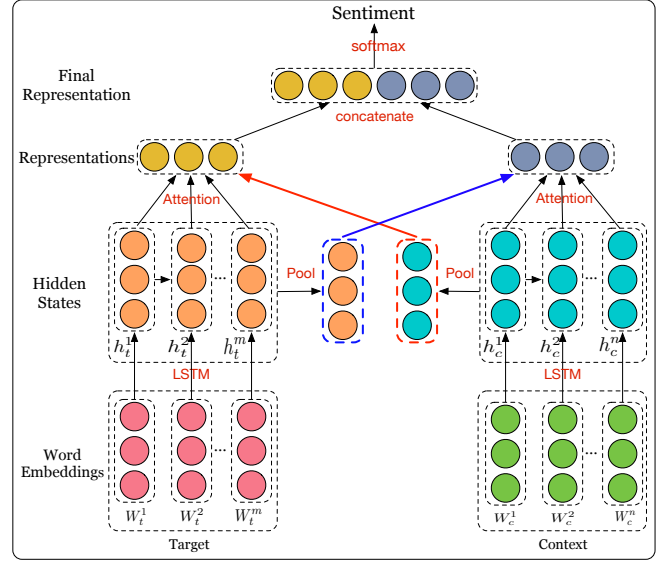 Sentiment
softmax
Final
Representation
concatenate
Representations
Attention
Attention
Hidden
States
...
...
Pool
Pool
h_t^1 h_t^2 h_t^m
h_c^1 h_c^2 h_c^n
LSTM
LSTM
Word
Embeddings
...
...
W_t^1 W_t^2 W_t^m
W_c^1 W_c^2 W_c^n
Target
Context